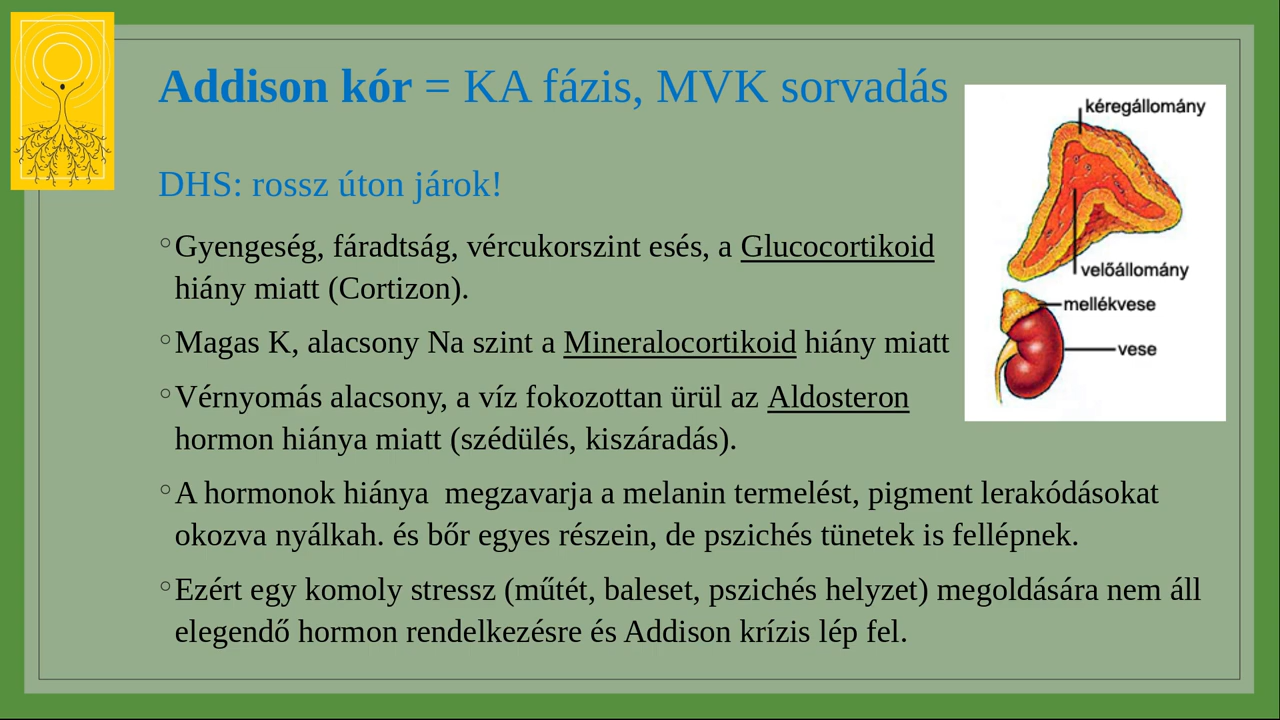 Addison kór = KA fázis, MVK sorvadás
DHS: rossz úton járok!
◦Gyengeség, fáradtság, vércukorszint esés, a Glucocortikoid
hiány miatt (Cortizon).
◦Magas K, alacsony Na szint a Mineralocortikoid hiány miatt
◦Vérnyomás alacsony, a víz fokozottan ürül az Aldosteron
hormon hiánya miatt (szédülés, kiszáradás).
◦A hormonok hiánya  megzavarja a melanin termelést, pigment lerakódásokat
okozva nyálkah. és bőr egyes részein, de pszichés tünetek is fellépnek.
◦Ezért egy komoly stressz (műtét, baleset, pszichés helyzet) megoldására nem áll
elegendő hormon rendelkezésre és Addison krízis lép fel.
kéregállomány
velőállomány
mellékvese
vese